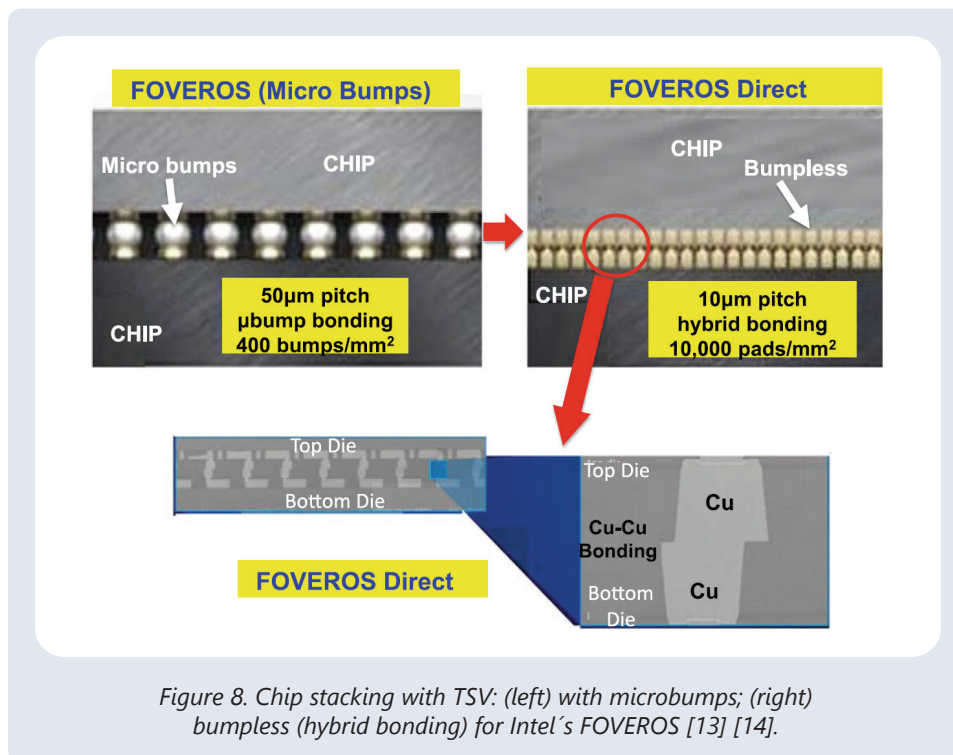 FOVEROS (Micro Bumps)
FOVEROS Direct
Micro bumps
CHIP
CHIP
50µm pitch
µbump bonding
400 bumps/mm²
CHIP
Bumpless
CHIP
10µm pitch
hybrid bonding
10,000 pads/mm²
Top Die
Bottom Die
FOVEROS Direct
Top Die
Cu
Cu-Cu
Bonding
Bottom
Die
Cu
Figure 8. Chip stacking with TSV: (left) with microbumps; (right)
bumpless (hybrid bonding) for Intel´s FOVEROS [13] [14].